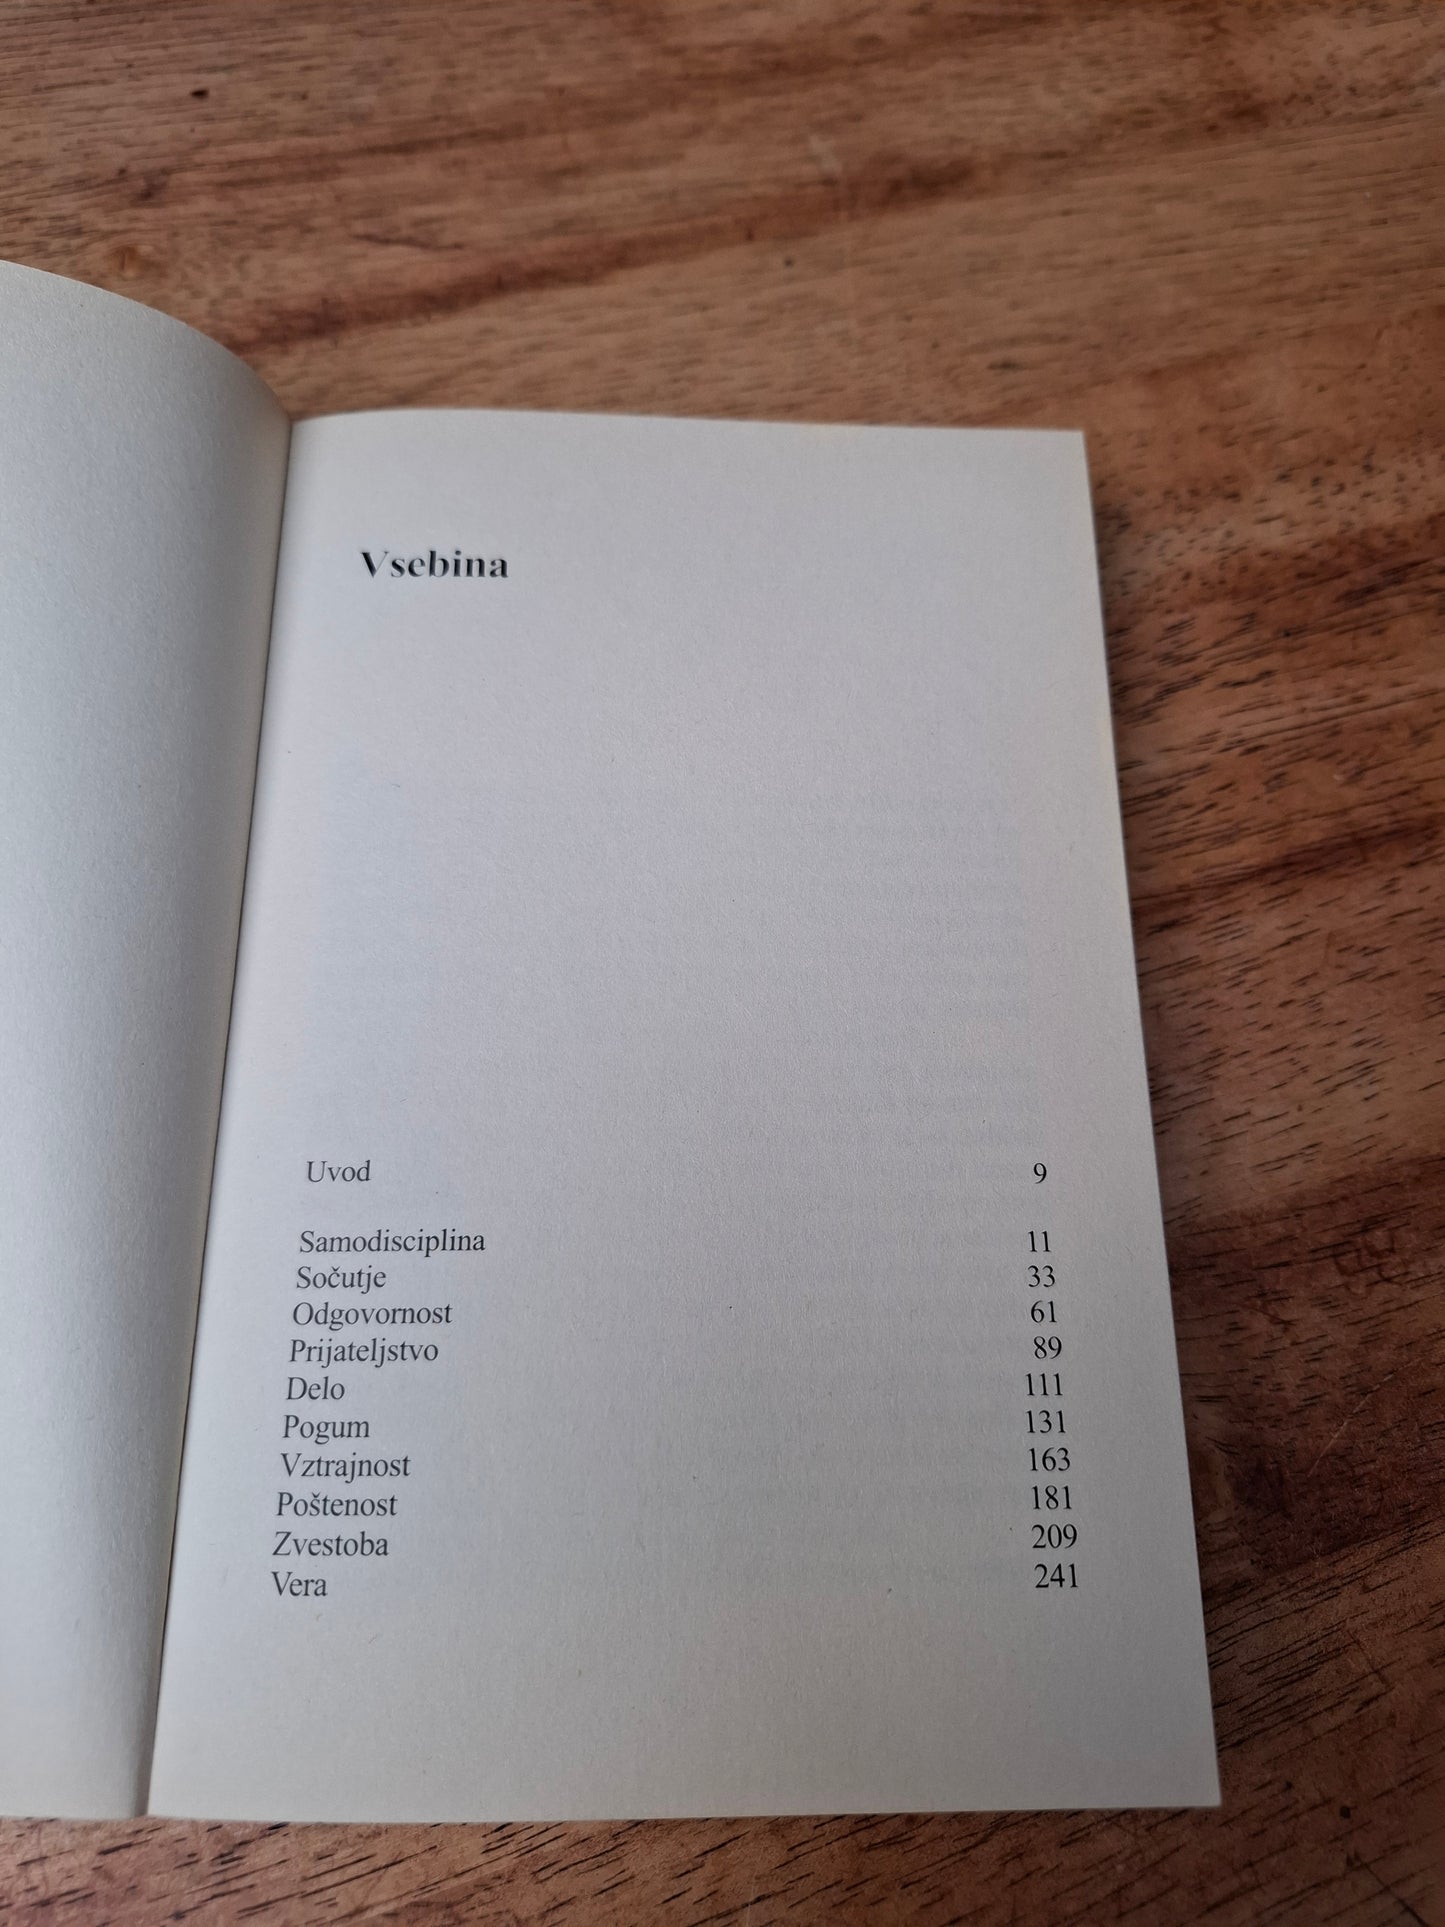 Vsebina
Uvod 9
Samodisciplina 11
Sočutje 33
Odgovornost 61
Prijateljstvo 89
Delo 111
Pogum 131
Vztrajnost 163
Poštenost 181
Zvestoba 209
Vera 241